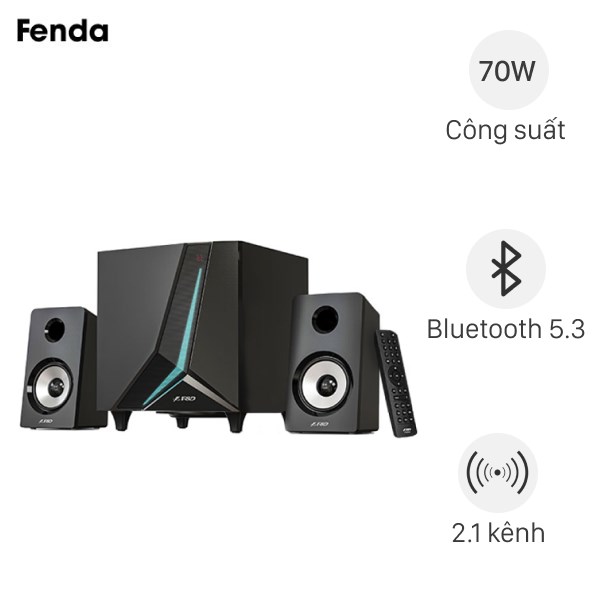 Fenda
70W
Công suất
Bluetooth 5.3
2.1 kênh
F&D
F&D
F&D